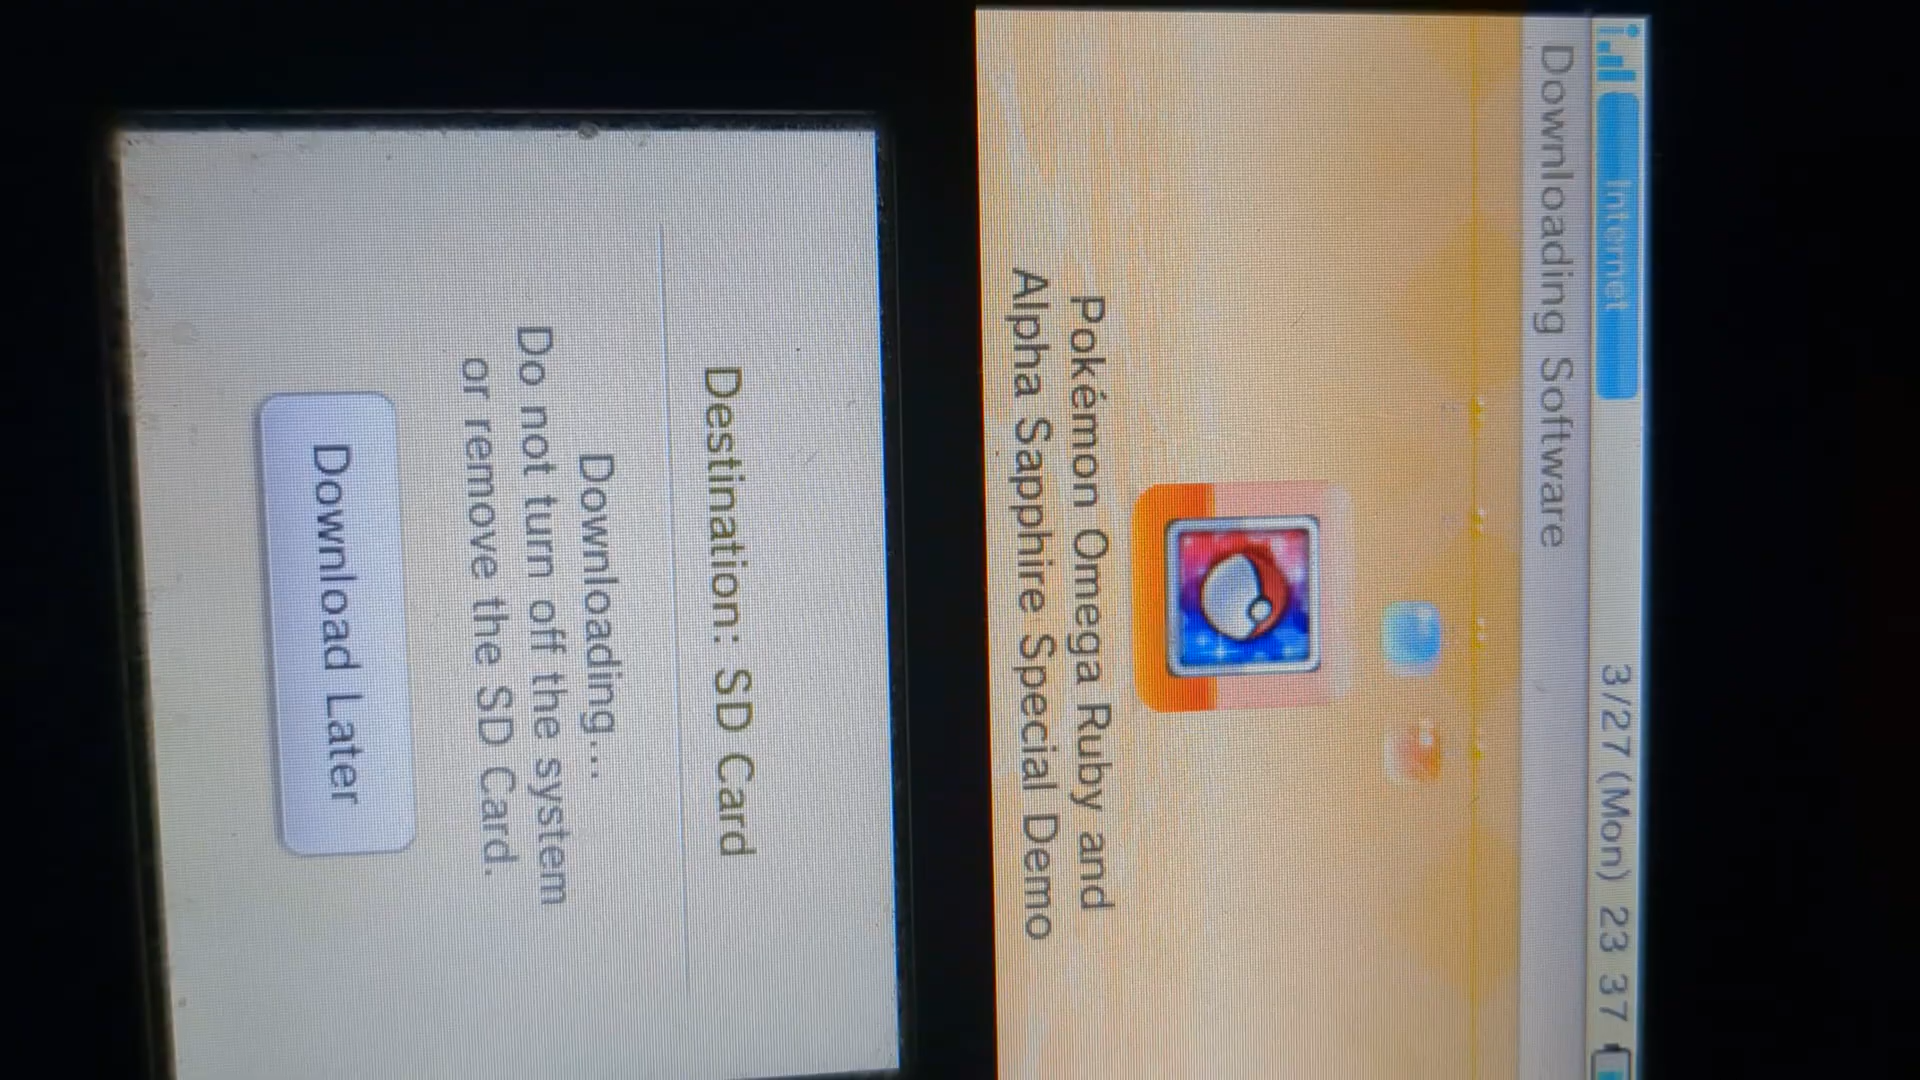 Internet 3/27 (Mon) 23 37
Downloading Software
Pokémon Omega Ruby and
Alpha Sapphire Special Demo
Destination: SD Card
Downloading...
Do not turn off the system
or remove the SD Card.
Download Later